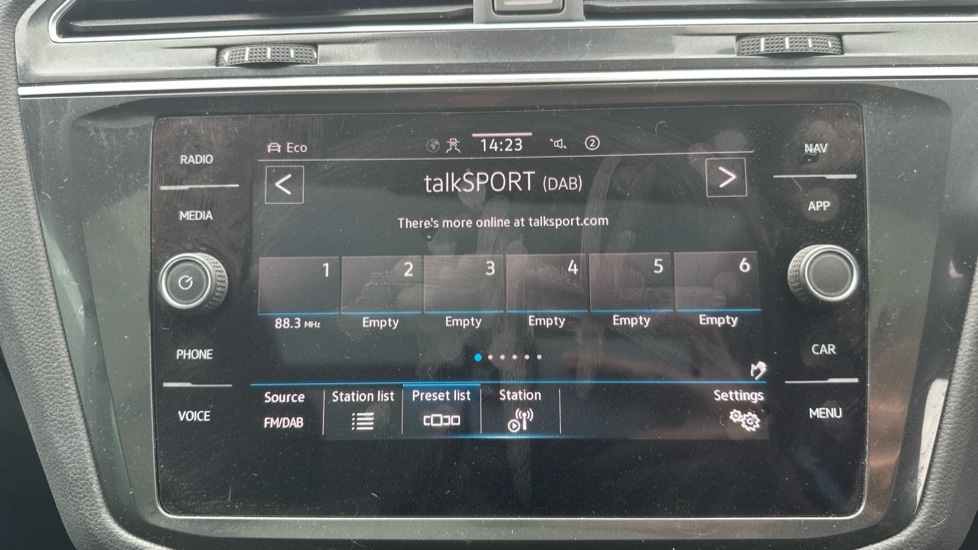 RADIO
MEDIA
PHONE
VOICE
Eco
14:23
2
talkSPORT (DAB)
There's more online at talksport.com
1 2 3 4 5 6
88.3 MHz Empty Empty Empty Empty Empty
Source Station list Preset list Station Settings
FM/DAB
NAV
APP
CAR
MENU